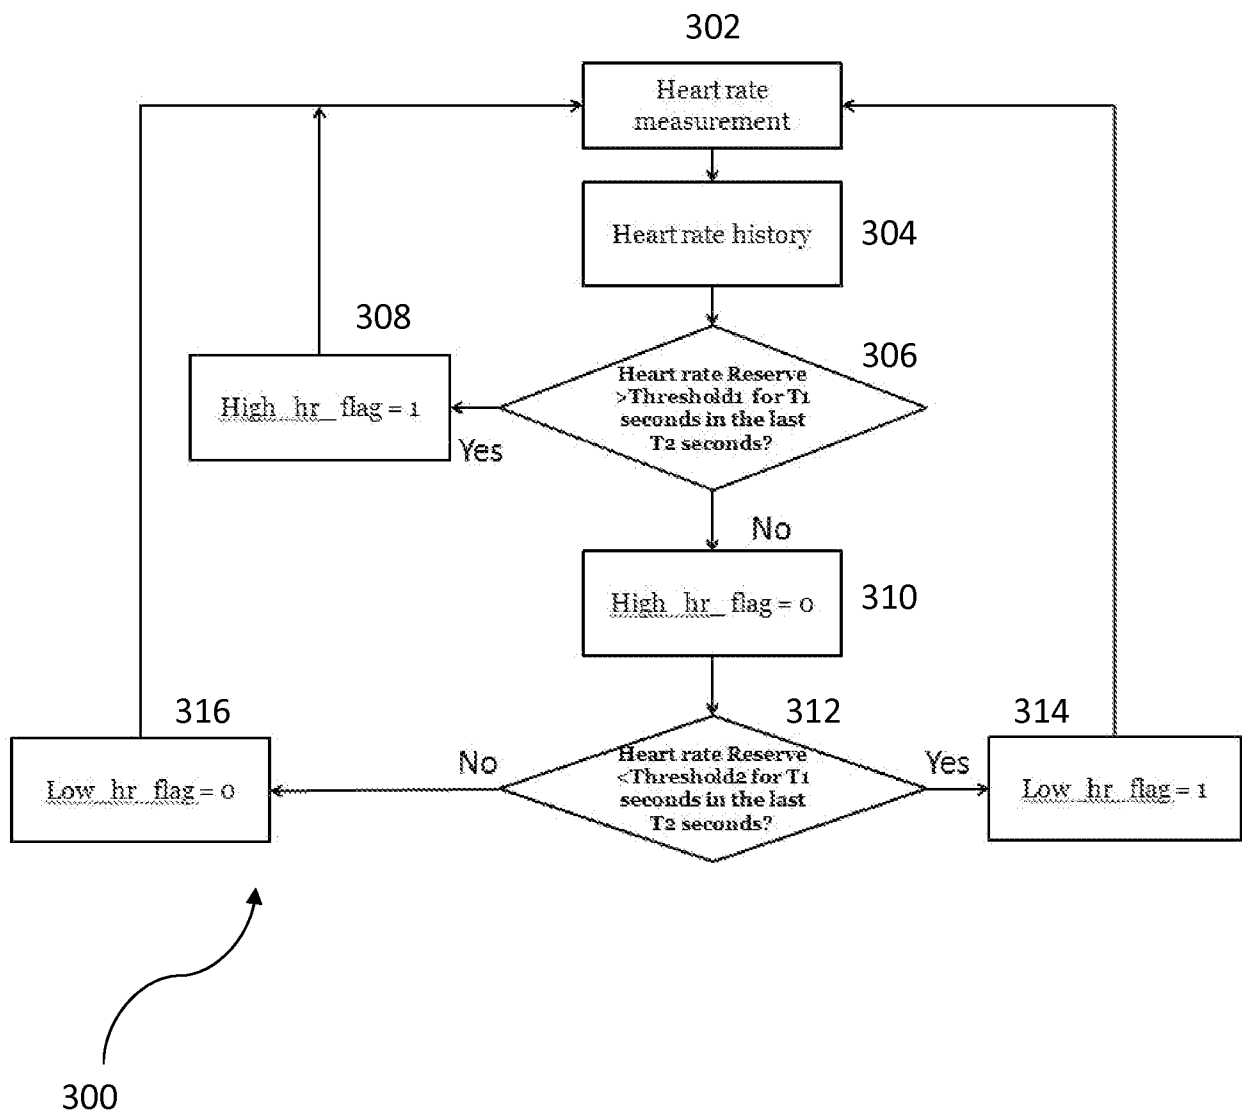 302
Heart rate
measurement
Heart rate history
304
308
306
Heart rate Reserve
>Threshold1 for T1
seconds in the last
T2 seconds?
High_hr_flag = 1
Yes
No
High_hr_flag = 0
310
316
312
314
Heart rate Reserve
<Threshold2 for T1
seconds in the last
T2 seconds?
No
Yes
Low_hr_flag = 0
Low_hr_flag = 1
300